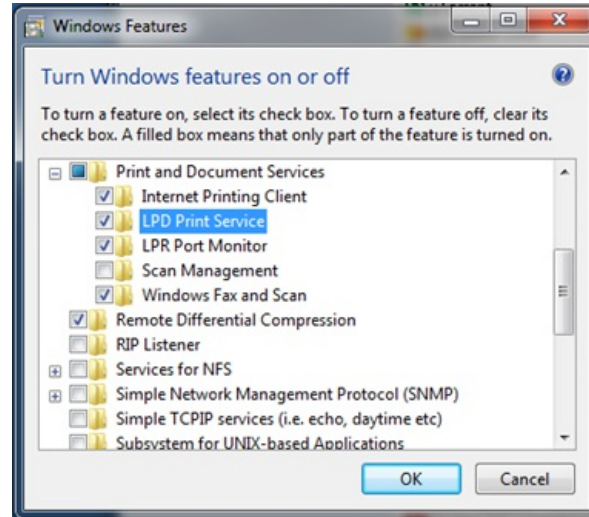 Windows Features
Turn Windows features on or off
To turn a feature on, select its check box. To turn a feature off, clear its
check box. A filled box means that only part of the feature is turned on.
Print and Document Services
Internet Printing Client
LPD Print Service
LPR Port Monitor
Scan Management
Windows Fax and Scan
Remote Differential Compression
RIP Listener
Services for NFS
Simple Network Management Protocol (SNMP)
Simple TCPIP services (i.e. echo, daytime etc)
Subsystem for UNIX-based Applications
OK Cancel